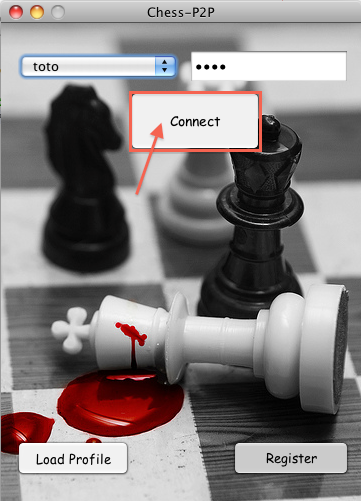 Chess-P2P
toto
••••
Connect
Load Profile
Register